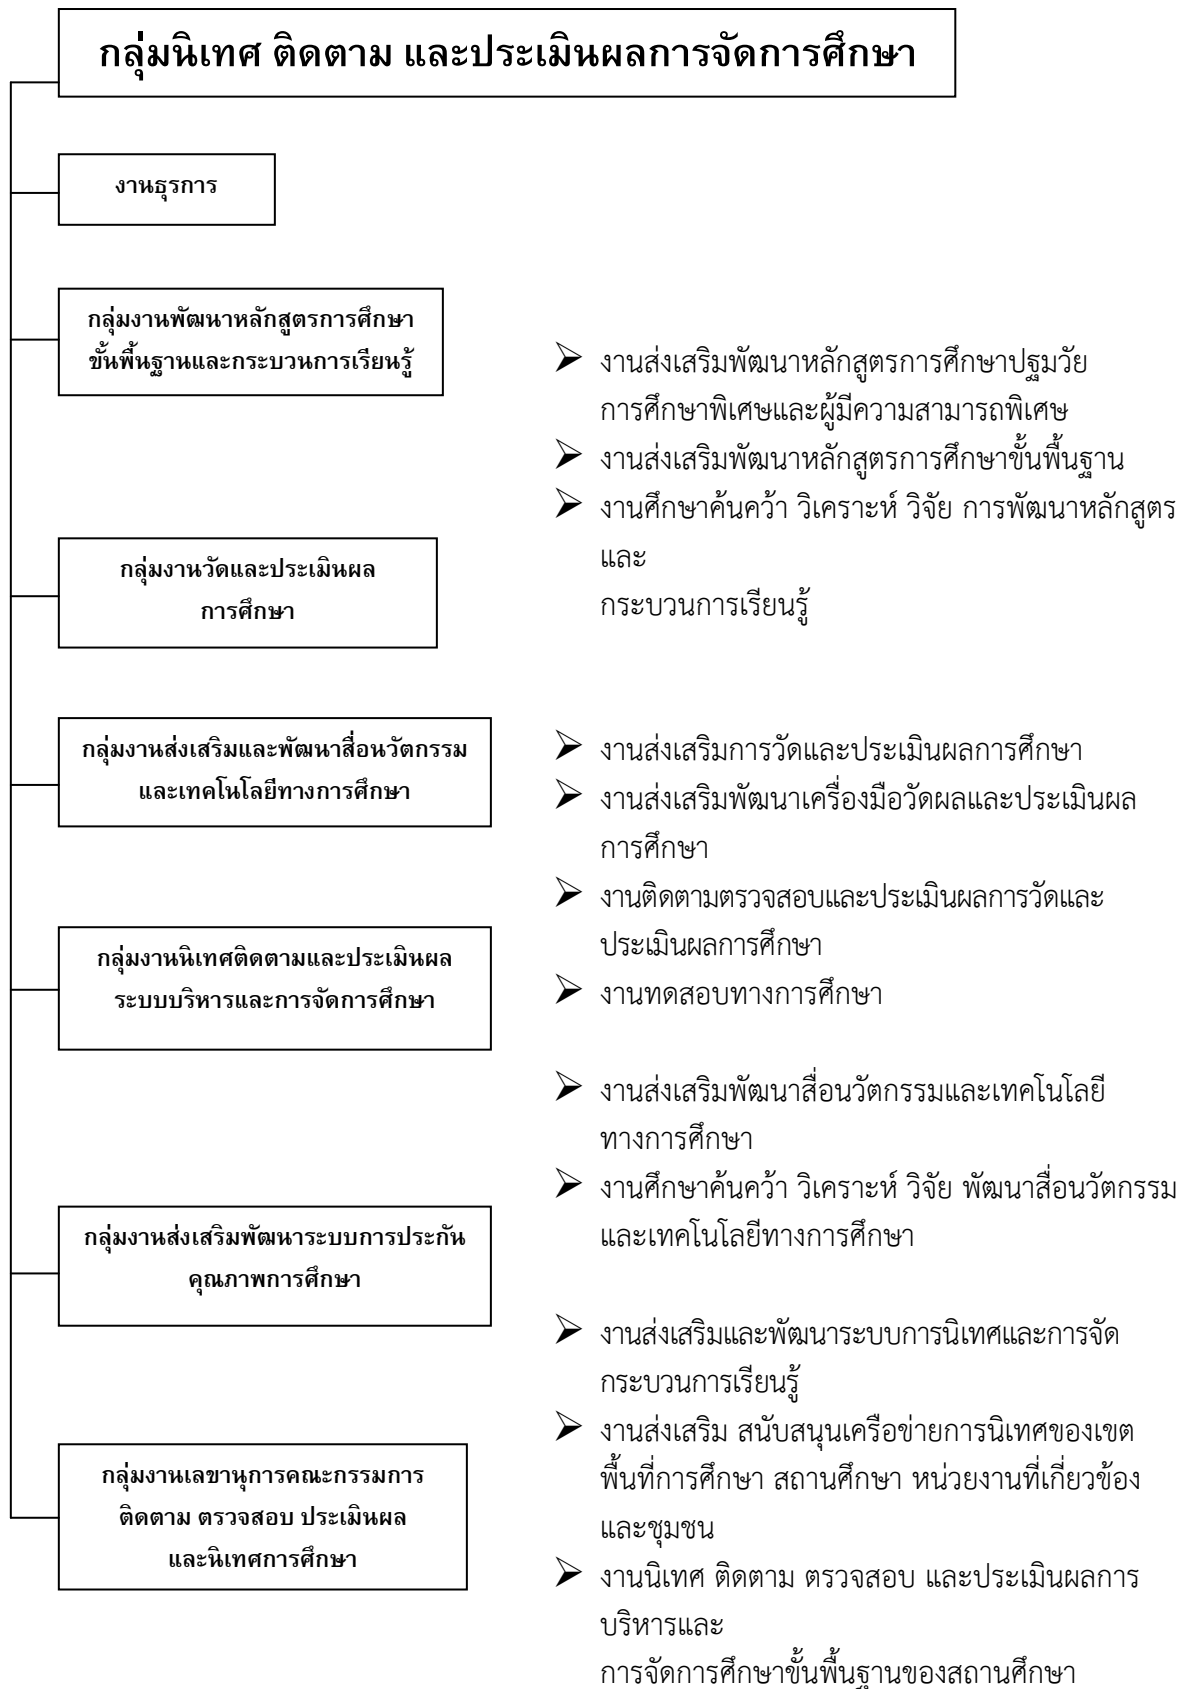 กลุ่มนิเทศ ติดตาม และประเมินผลการจัดการศึกษา
งานธุรการ
กลุ่มงานพัฒนาหลักสูตรการศึกษา
ขั้นพื้นฐานและกระบวนการเรียนรู้
กลุ่มงานวัดและประเมินผล
การศึกษา
กลุ่มงานส่งเสริมและพัฒนาสื่อนวัตกรรม
และเทคโนโลยีทางการศึกษา
กลุ่มงานนิเทศติดตามและประเมินผล
ระบบบริหารและการจัดการศึกษา
กลุ่มงานส่งเสริมพัฒนาระบบการประกัน
คุณภาพการศึกษา
กลุ่มงานเลขานุการคณะกรรมการ
ติดตาม ตรวจสอบ ประเมินผล
และนิเทศการศึกษา
➢ งานส่งเสริมพัฒนาหลักสูตรการศึกษาปฐมวัย
การศึกษาพิเศษและผู้มีความสามารถพิเศษ
➢ งานส่งเสริมพัฒนาหลักสูตรการศึกษาขั้นพื้นฐาน
➢ งานศึกษาค้นคว้า วิเคราะห์ วิจัย การพัฒนาหลักสูตร
และ
กระบวนการเรียนรู้
➢ งานส่งเสริมการวัดและประเมินผลการศึกษา
➢ งานส่งเสริมพัฒนาเครื่องมือวัดผลและประเมินผล
การศึกษา
➢ งานติดตามตรวจสอบและประเมินผลการวัดและ
ประเมินผลการศึกษา
➢ งานทดสอบทางการศึกษา
➢ งานส่งเสริมพัฒนาสื่อนวัตกรรมและเทคโนโลยี
ทางการศึกษา
➢ งานศึกษาค้นคว้า วิเคราะห์ วิจัย พัฒนาสื่อนวัตกรรม
และเทคโนโลยีทางการศึกษา
➢ งานส่งเสริมและพัฒนาระบบการนิเทศและการจัด
กระบวนการเรียนรู้
➢ งานส่งเสริม สนับสนุนเครือข่ายการนิเทศของเขต
พื้นที่การศึกษา สถานศึกษา หน่วยงานที่เกี่ยวข้อง
และชุมชน
➢ งานนิเทศ ติดตาม ตรวจสอบ และประเมินผลการ
บริหารและ
การจัดการศึกษาขั้นพื้นฐานของสถานศึกษา